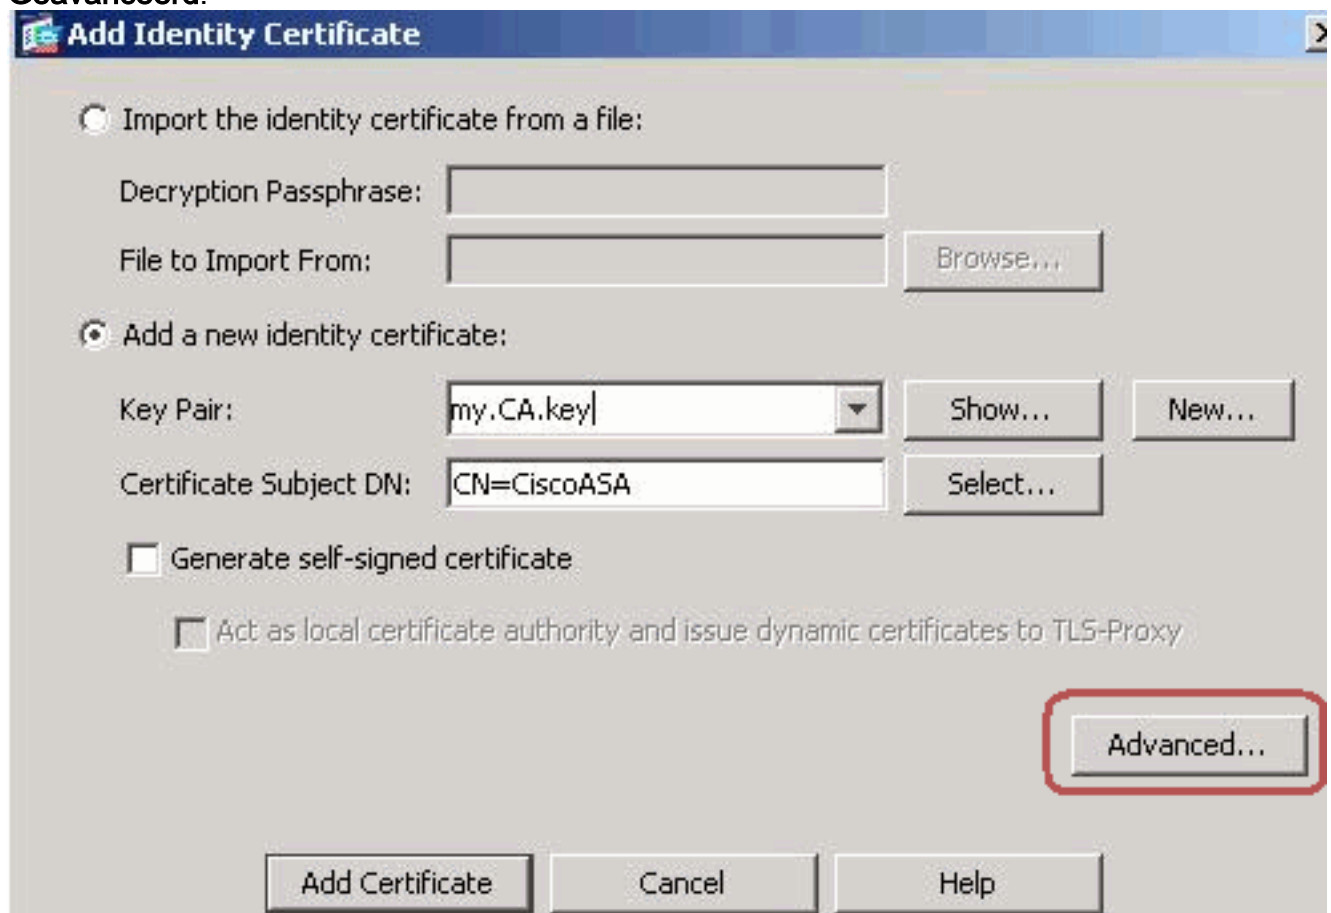 Geavanceerd.
Add Identity Certificate
Import the identity certificate from a file:
Decryption Passphrase:
File to Import From:
Browse...
Add a new identity certificate:
Key Pair:
my.CA.key
Show...
New...
Certificate Subject DN:
CN=CiscoASA
Select...
Generate self-signed certificate
Act as local certificate authority and issue dynamic certificates to TLS-Proxy
Advanced...
Add Certificate
Cancel
Help